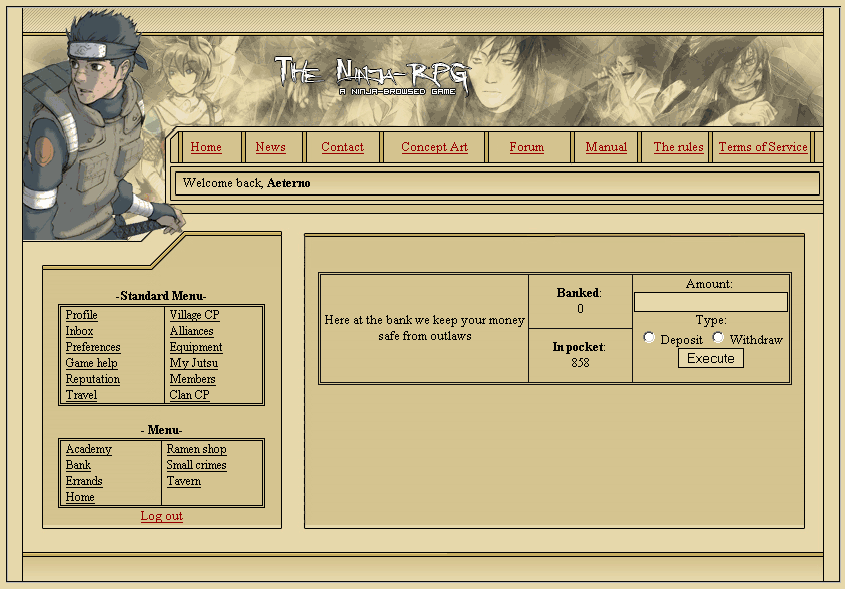 The Ninja-RPG
A NINJA-BROWSED GAME
Home News Contact Concept Art Forum Manual The rules Terms of Service
Welcome back, Aeterno
-Standard Menu-
Profile Village CP
Inbox Alliances
Preferences Equipment
Game help My Jutsu
Reputation Members
Travel Clan CP
- Menu-
Academy Ramen shop
Bank Small crimes
Errands Tavern
Home
Log out
Here at the bank we keep your money
safe from outlaws
Banked:
0
In pocket:
858
Amount:
Type:
Deposit Withdraw
Execute